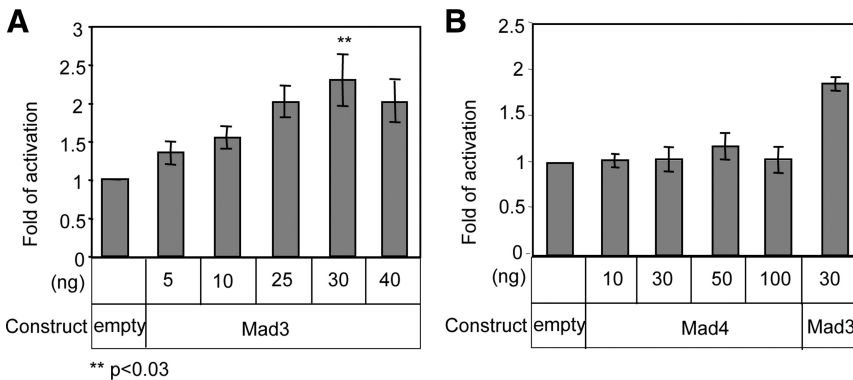 A
Fold of activation
3
2.5
2
1.5
1
0.5
0
**
(ng) 5 10 25 30 40
Construct empty Mad3
** p<0.03
B
Fold of activation
2.5
2
1.5
1
0.5
0
(ng) 10 30 50 100 30
Construct empty Mad4 Mad3